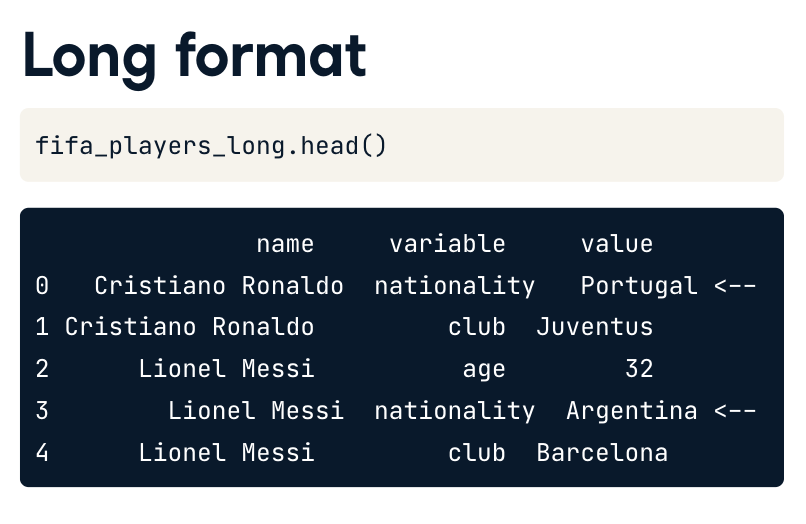 Long format
fifa_players_long.head()
                name     variable     value
0   Cristiano Ronaldo  nationality   Portugal <--
1 Cristiano Ronaldo         club  Juventus
2      Lionel Messi          age        32
3        Lionel Messi  nationality  Argentina <--
4      Lionel Messi         club  Barcelona